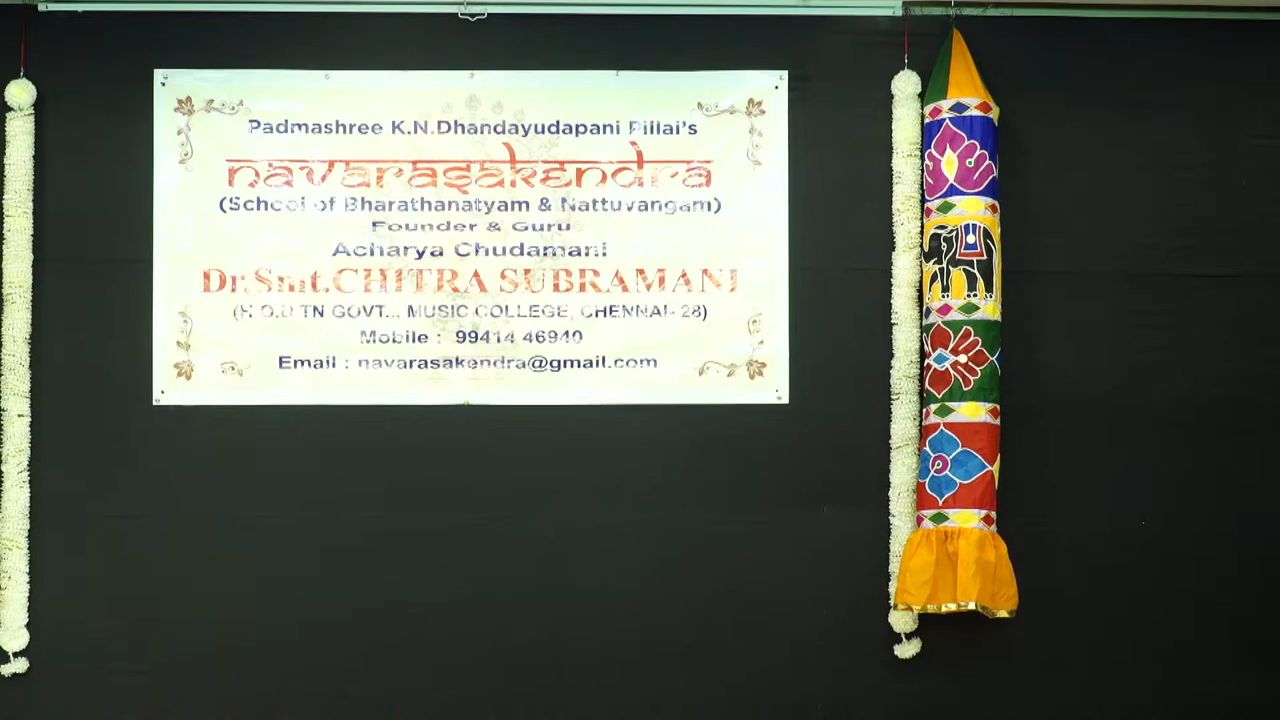 Padmashree K.N.Dhandayudapani Pillai's
navarasakendra
(School of Bharathanatyam & Nattuvangam)
Founder & Guru
Acharya Chudamani
Dr.Smt.CHITRA SUBRAMANI
(H.O.D TN GOVT... MUSIC COLLEGE, CHENNAI- 28)
Mobile : 99414 46940
Email : navarasakendra@gmail.com